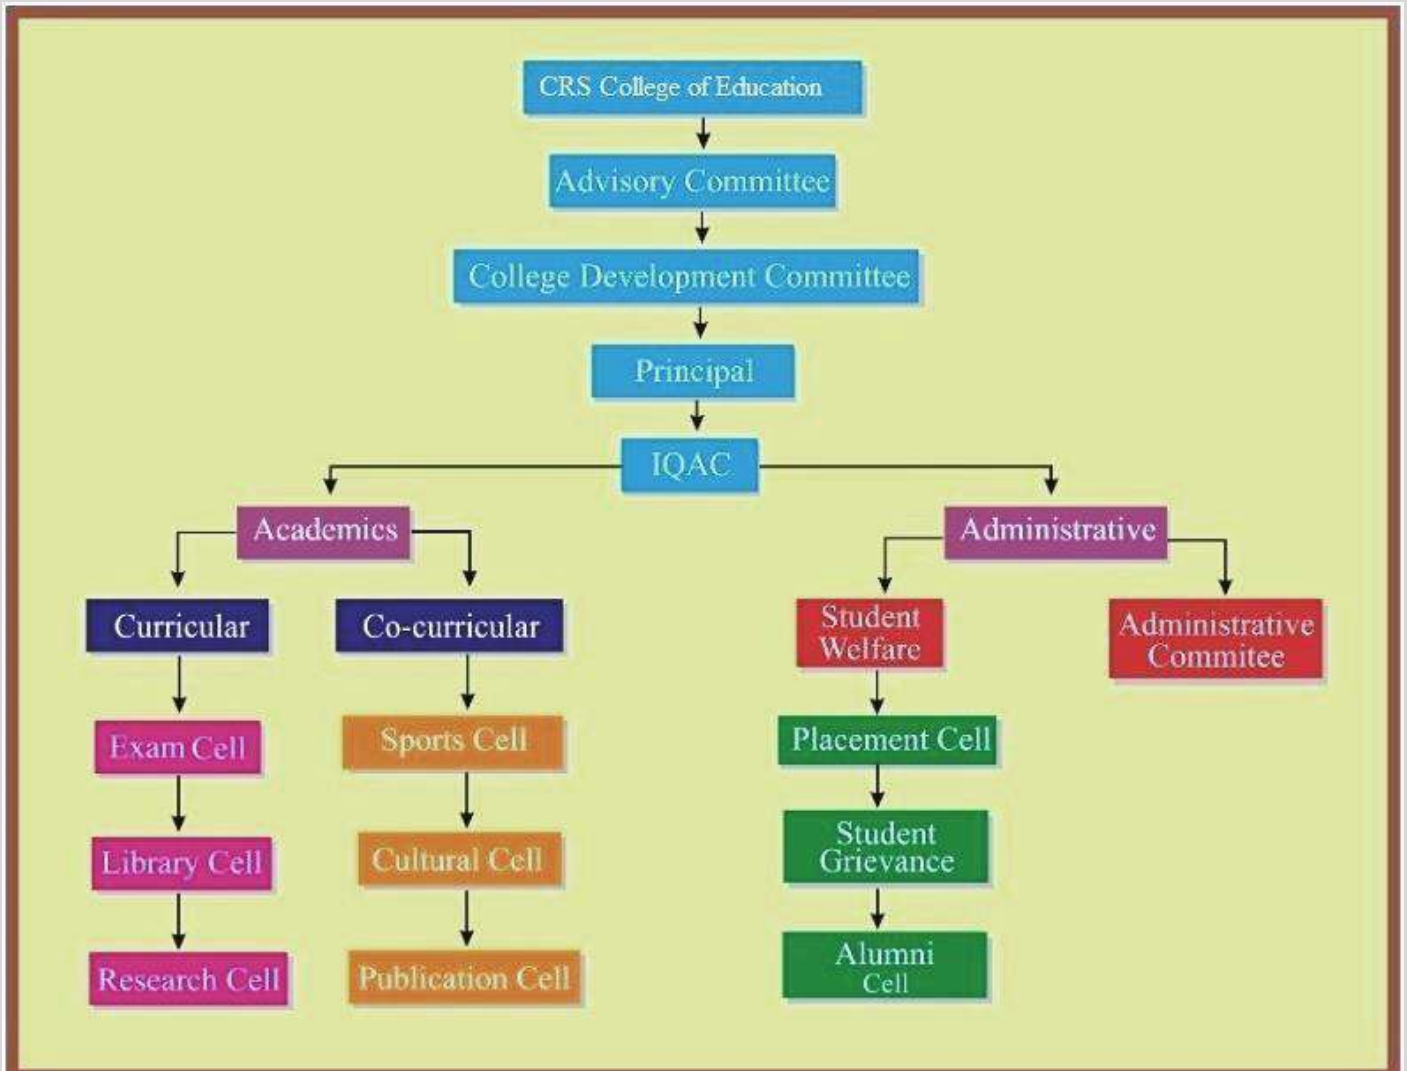 CRS College of Education
Advisory Committee
College Development Committee
Principal
IQAC
Academics
Administrative
Curricular
Co-curricular
Student
Welfare
Administrative
Commitee
Exam Cell
Sports Cell
Placement Cell
Library Cell
Cultural Cell
Student
Grievance
Research Cell
Publication Cell
Alumni
Cell